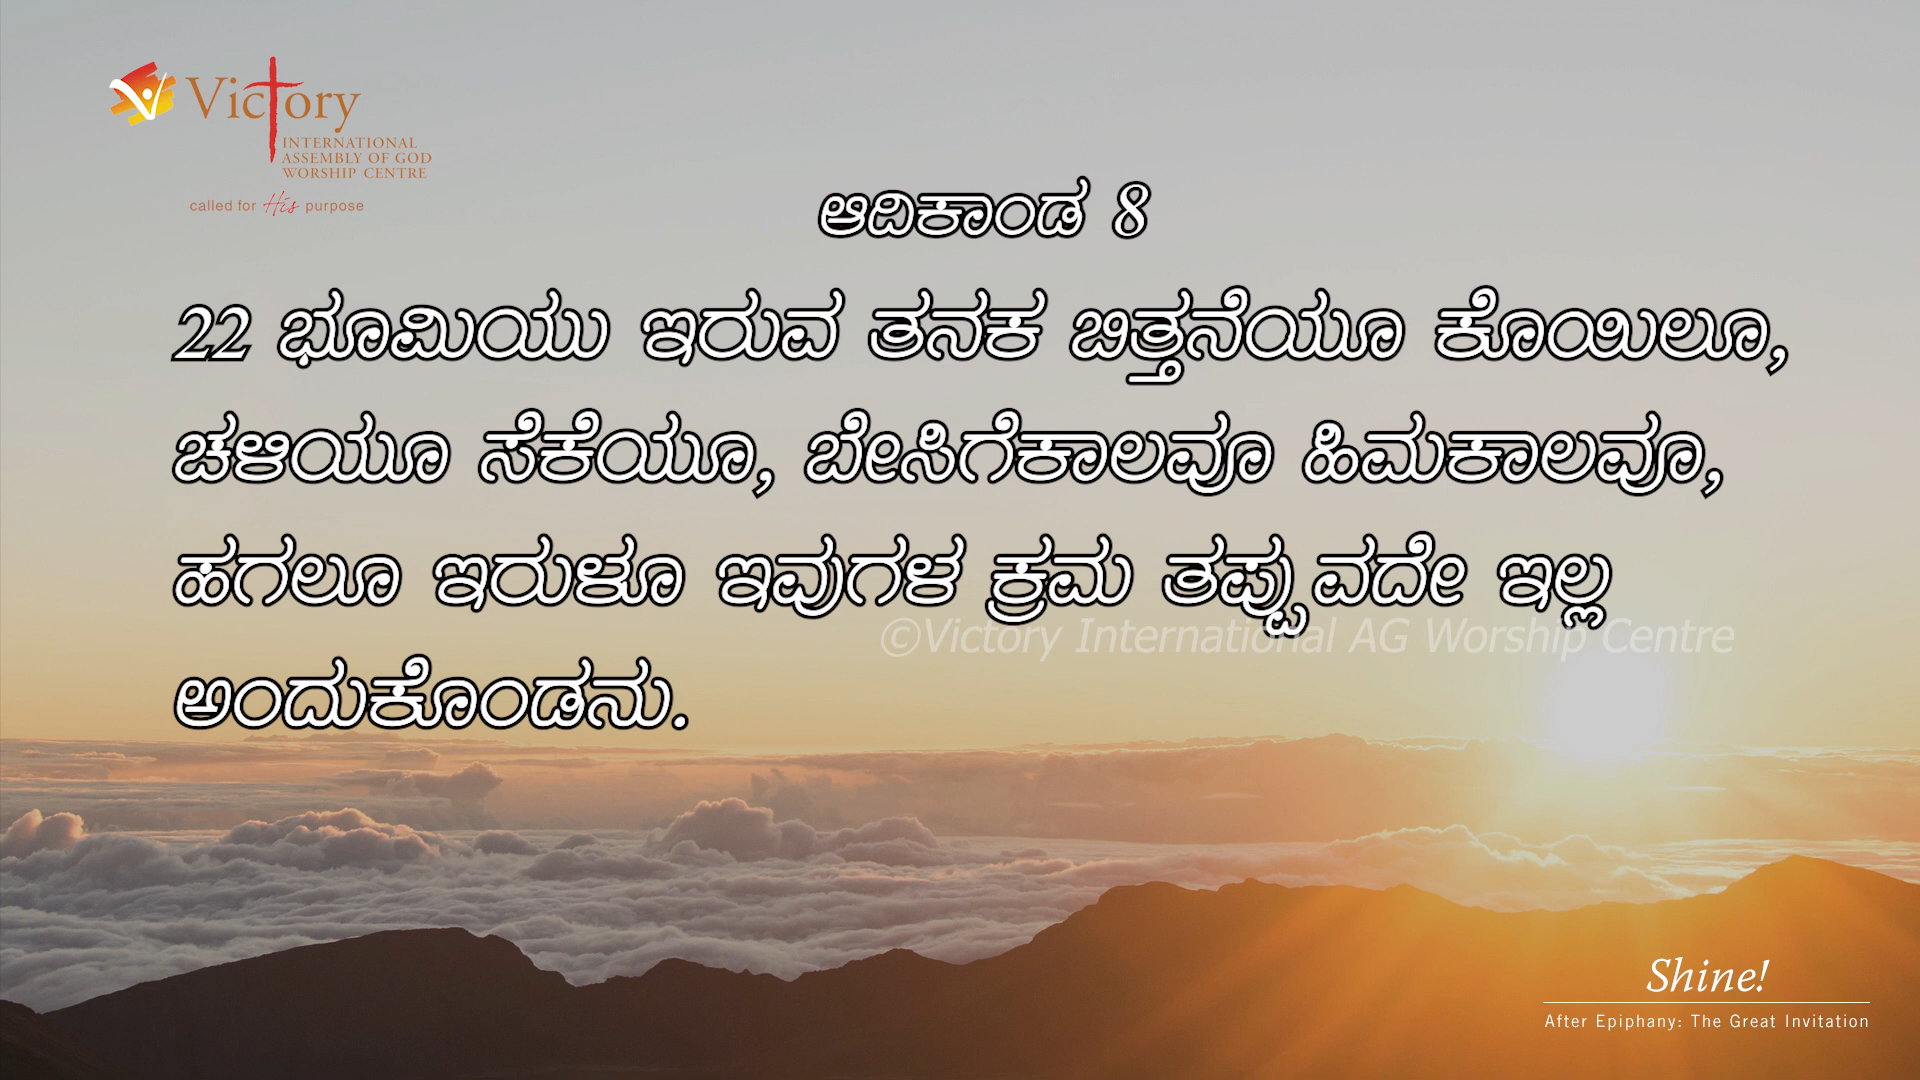 Victory
INTERNATIONAL
ASSEMBLY OF GOD
WORSHIP CENTRE
called for His purpose
ಆದಿಕಾಂಡ 8
22 ಭೂಮಿಯು ಇರುವ ತನಕ ಬಿತ್ತನೆಯೂ ಕೊಯಿಲೂ,
ಚಳಿಯೂ ಸೆಕೆಯೂ, ಬೇಸಿಗೆಕಾಲವೂ ಹಿಮಕಾಲವೂ,
ಹಗಲೂ ಇರುಳೂ ಇವುಗಳ ಕ್ರಮ ತಪ್ಪುವದೇ ಇಲ್ಲ
©Victory International AG Worship Centre
ಅಂದುಕೊಂಡನು.
Shine!
After Epiphany: The Great Invitation